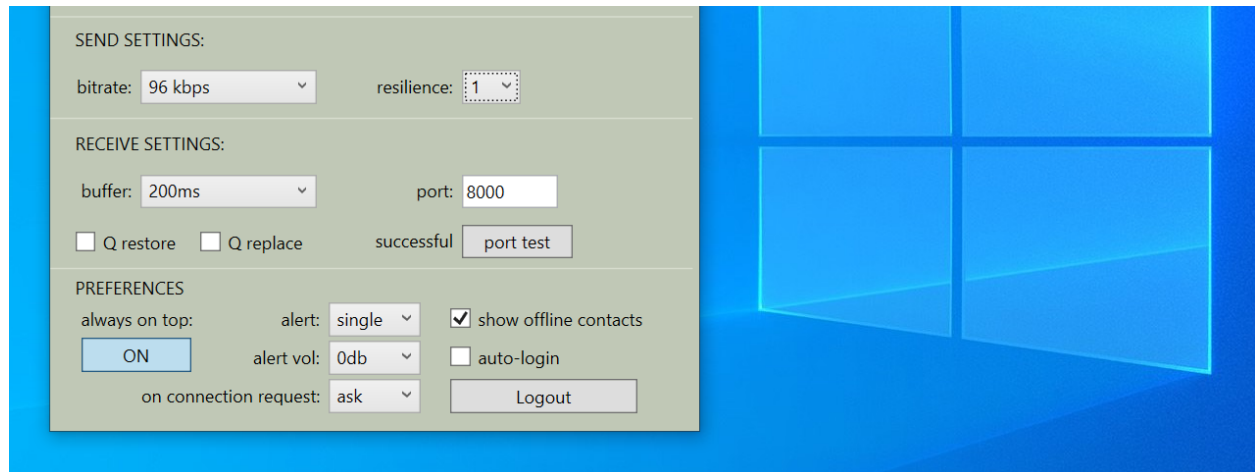 SEND SETTINGS:
bitrate: 96 kbps resilience: 1
RECEIVE SETTINGS:
buffer: 200ms port: 8000
Q restore Q replace successful port test
PREFERENCES
always on top: alert: single show offline contacts
ON alert vol: 0db auto-login
on connection request: ask Logout